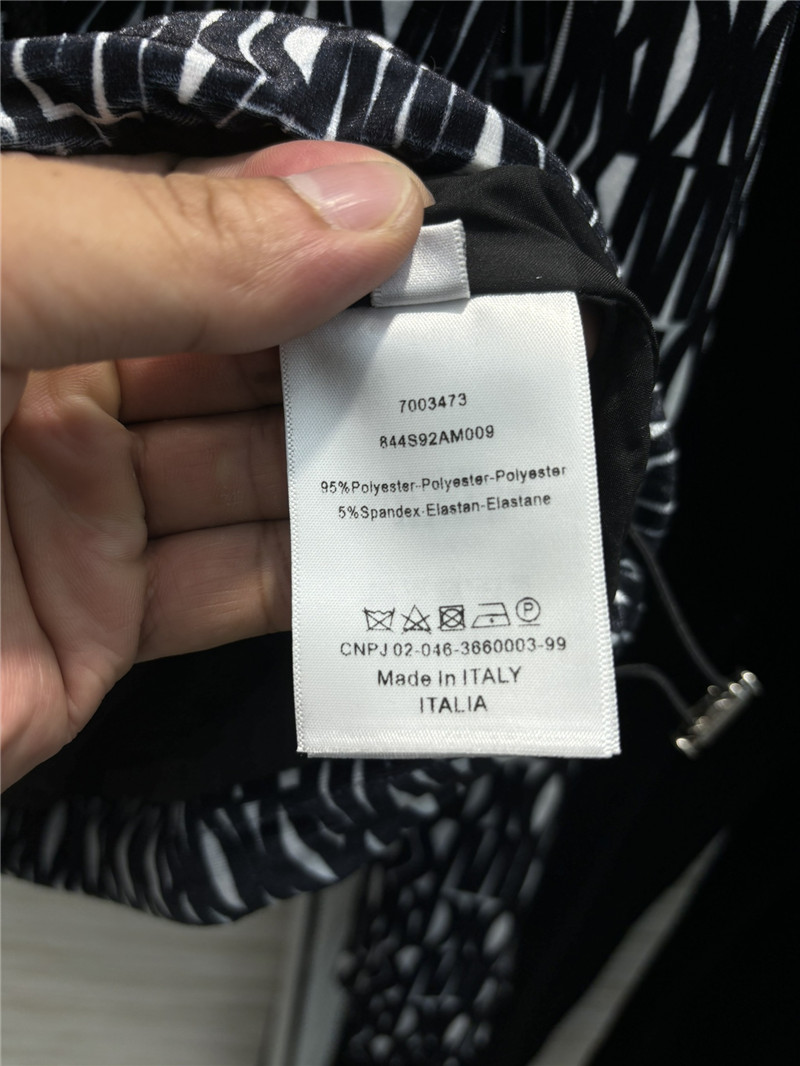 7003473
844S92AM009
95%Polyester-Polyester-Polyester
5%Spandex-Elastan-Elastane
P
CNPJ 02-046-3660003-99
Made In ITALY
ITALIA